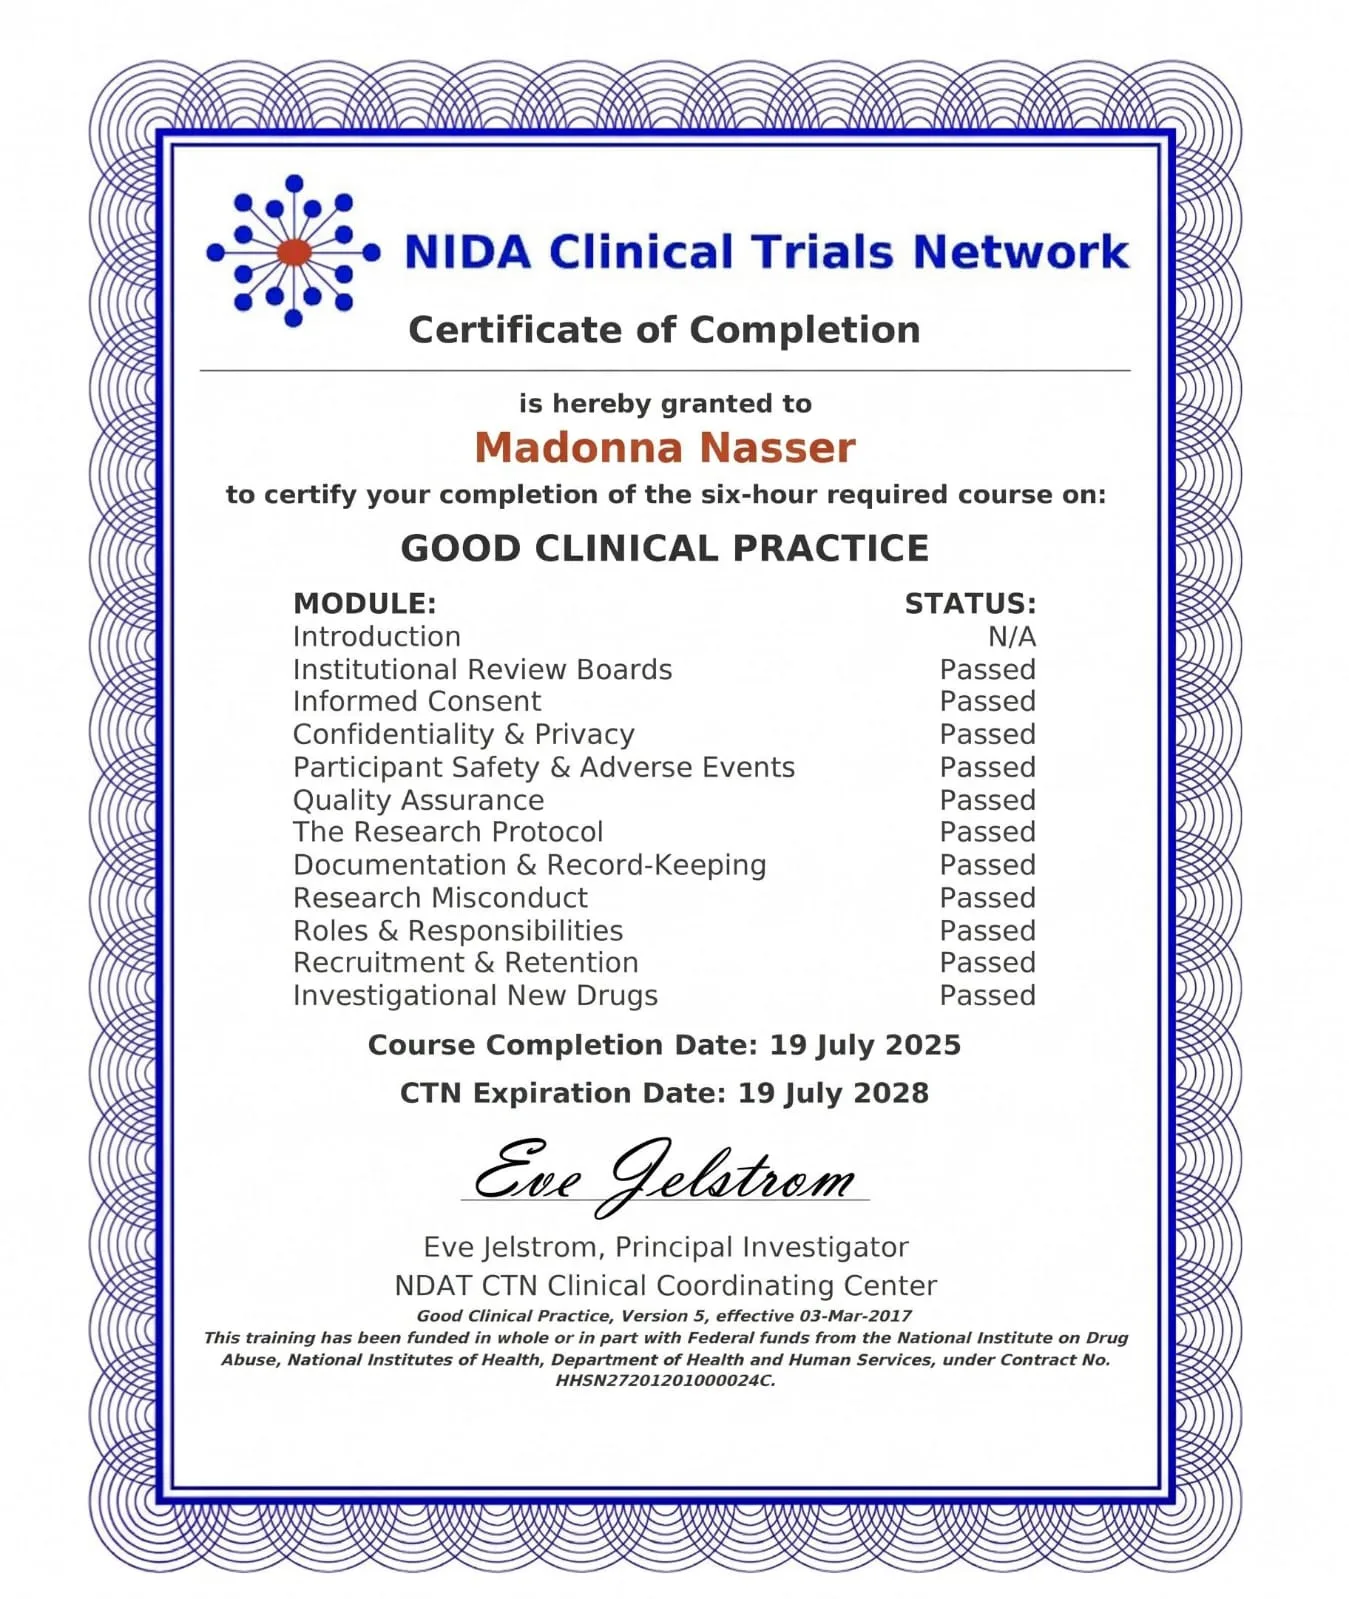 NIDA Clinical Trials Network
Certificate of Completion
is hereby granted to
Madonna Nasser
to certify your completion of the six-hour required course on:
GOOD CLINICAL PRACTICE
MODULE: STATUS:
Introduction N/A
Institutional Review Boards Passed
Informed Consent Passed
Confidentiality & Privacy Passed
Participant Safety & Adverse Events Passed
Quality Assurance Passed
The Research Protocol Passed
Documentation & Record-Keeping Passed
Research Misconduct Passed
Roles & Responsibilities Passed
Recruitment & Retention Passed
Investigational New Drugs Passed
Course Completion Date: 19 July 2025
CTN Expiration Date: 19 July 2028
Eve Jelstrom
Eve Jelstrom, Principal Investigator
NDAT CTN Clinical Coordinating Center
Good Clinical Practice, Version 5, effective 03-Mar-2017
This training has been funded in whole or in part with Federal funds from the National Institute on Drug
Abuse, National Institutes of Health, Department of Health and Human Services, under Contract No.
HHSN27201201000024C.